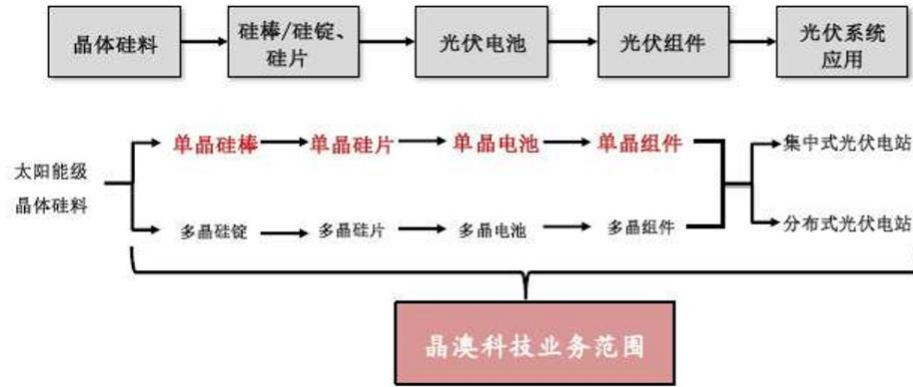 晶体硅料
硅棒/硅锭、
硅片
光伏电池
光伏组件
光伏系统
应用
太阳能级
晶体硅料
单晶硅棒
单晶硅片
单晶电池
单晶组件
集中式光伏电站
多晶硅锭
多晶硅片
多晶电池
多晶组件
分布式光伏电站
晶澳科技业务范围